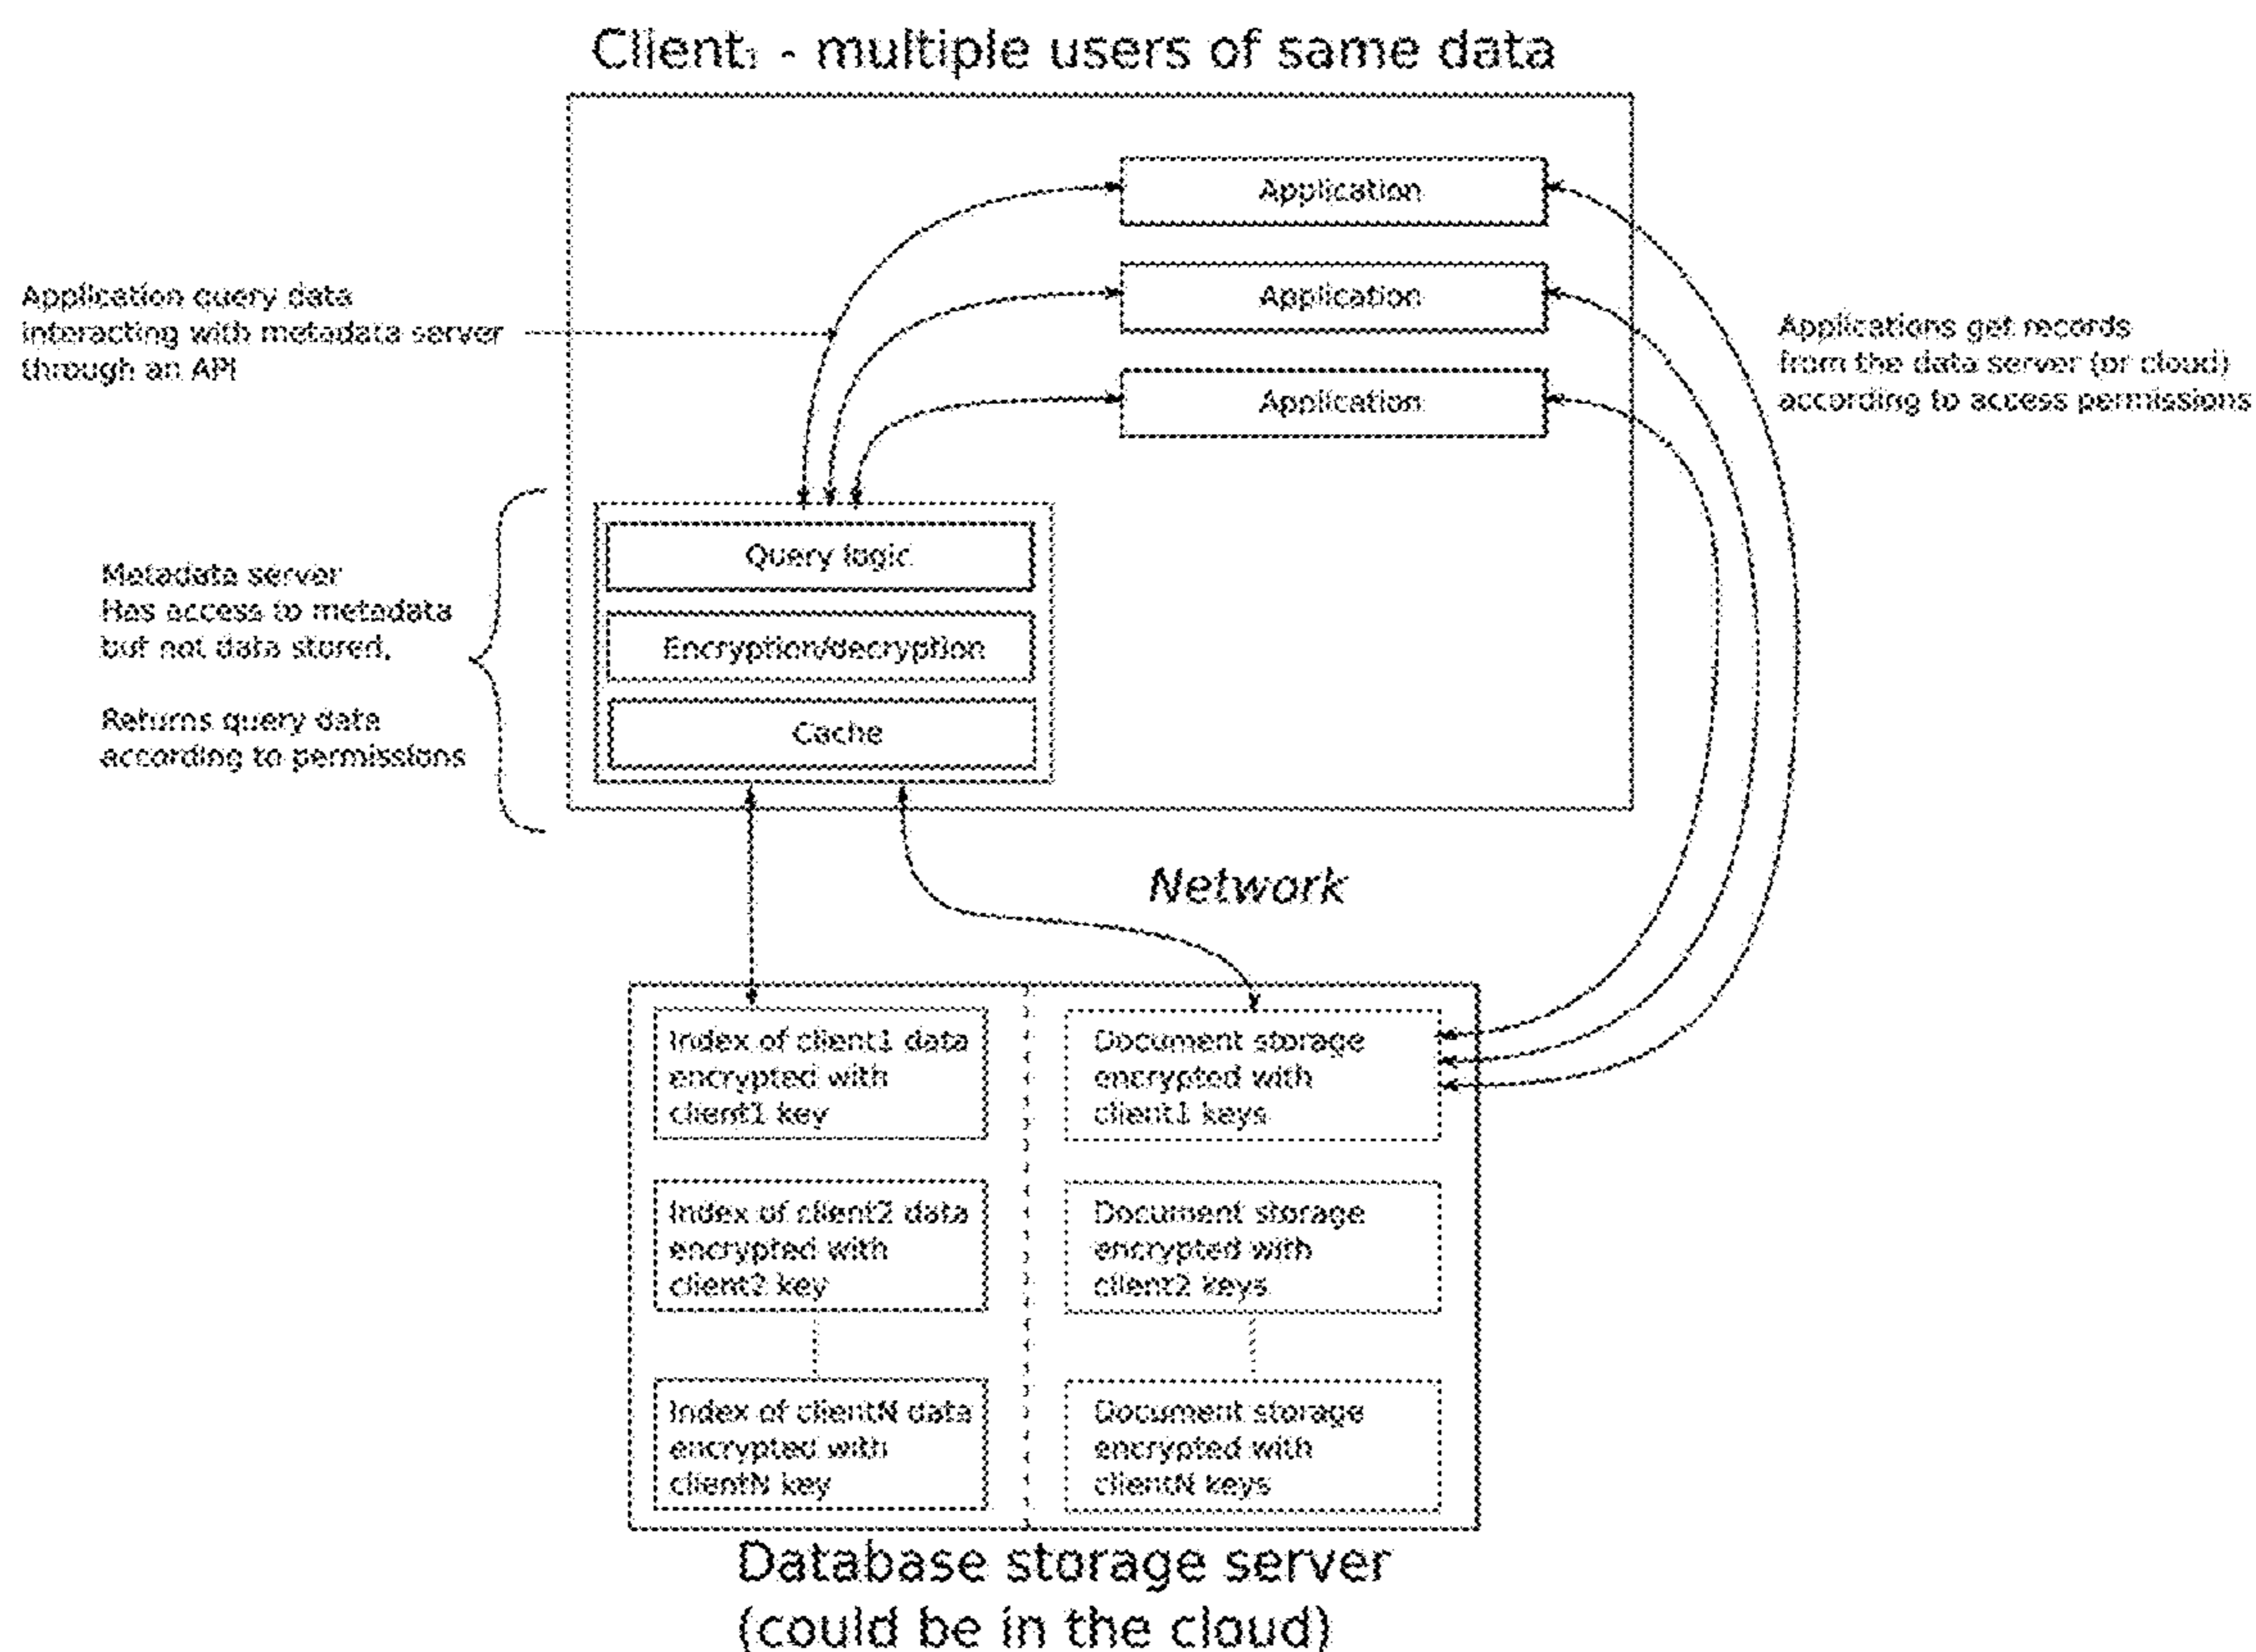 Client₁ - multiple users of same data
Application
Application
Application
Application query data
interacting with metadata server
through an API
Applications get records
from the data server (or cloud)
according to access permissions
Query logic
Encryption/decryption
Cache
Metadata server
Has access to metadata
but not data stored.
Returns query data
according to permissions
Network
Index of client1 data
encrypted with
client1 key
Document storage
encrypted with
client1 keys
Index of client2 data
encrypted with
client2 key
Document storage
encrypted with
client2 keys
Index of clientN data
encrypted with
clientN key
Document storage
encrypted with
clientN keys
Database storage server
(could be in the cloud)